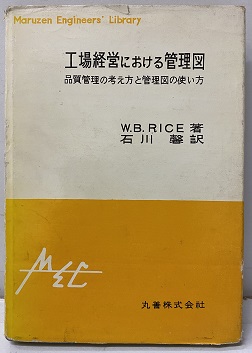 Maruzen Engineers' Library
工場経営における管理図
品質管理の考え方と管理図の使い方
W.B. RICE 著
石川 馨 訳
MEL
丸善株式会社